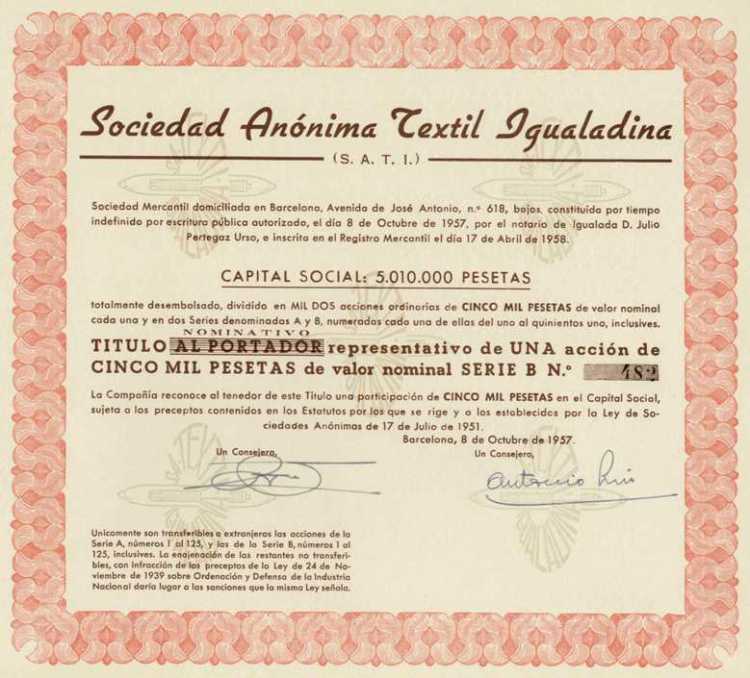 Sociedad Anónima Textil Igualadina
(S. A. T. I.)
Sociedad Mercantil domiciliada en Barcelona, Avenida de José Antonio, n.º 618, bajos, constituida por tiempo
indefinido por escritura pública autorizada, el día 8 de Octubre de 1957, por el notario de Igualada D. Julio
Pertegaz Urso, e inscrita en el Registro Mercantil el día 17 de Abril de 1958.
CAPITAL SOCIAL: 5.010.000 PESETAS
totalmente desembolsado, dividido en MIL DOS acciones ordinarias de CINCO MIL PESETAS de valor nominal
cada una y en dos Series denominadas A y B, numeradas cada una de ellas del uno al quinientos uno, inclusives.
NOMINATIVO
TITULO AL PORTADOR representativo de UNA acción de
CINCO MIL PESETAS de valor nominal SERIE B N.º 482
La Compañía reconoce al tenedor de este Título una participación de CINCO MIL PESETAS en el Capital Social,
sujeta a los preceptos contenidos en los Estatutos por los que se rige y a los establecidos por la Ley de So-
ciedades Anónimas de 17 de Julio de 1951.
Barcelona, 8 de Octubre de 1957.
Un Consejero,
Un Consejero,
Unicamente son transferibles a extranjeros las acciones de la
Serie A, números 1 al 125, y las de la Serie B, números 1 al
125, inclusives. La enajenación de las restantes no transferi-
bles, con infracción de los preceptos de la Ley de 24 de No-
viembre de 1939 sobre Ordenación y Defensa de la Industria
Nacional daría lugar a las sanciones que la misma Ley señala.